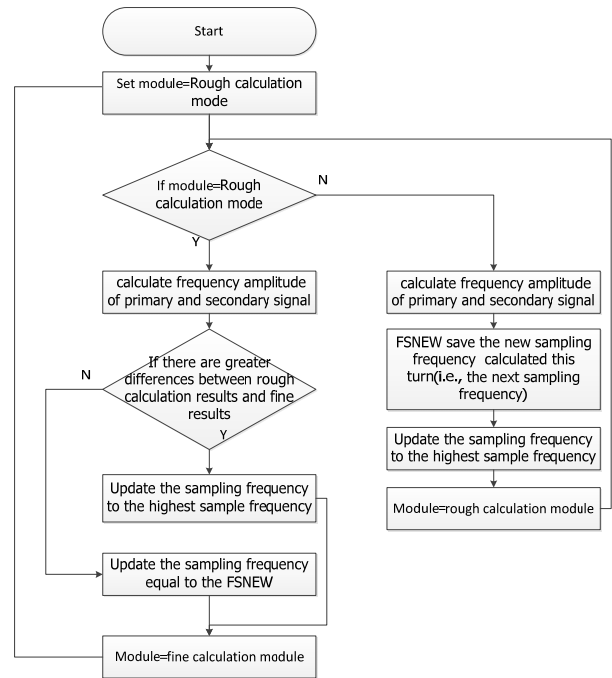 Start
Set module=Rough calculation
mode
If module=Rough
calculation mode
N
Y
calculate frequency amplitude
of primary and secondary signal
If there are greater
differences between rough
calculation results and fine
results
N
Y
Update the sampling frequency
to the highest sample frequency
Update the sampling frequency
equal to the FSNEW
Module=fine calculation module
calculate frequency amplitude
of primary and secondary signal
FSNEW save the new sampling
frequency calculated this
turn(i.e., the next sampling
frequency)
Update the sampling frequency
to the highest sample frequency
Module=rough calculation module